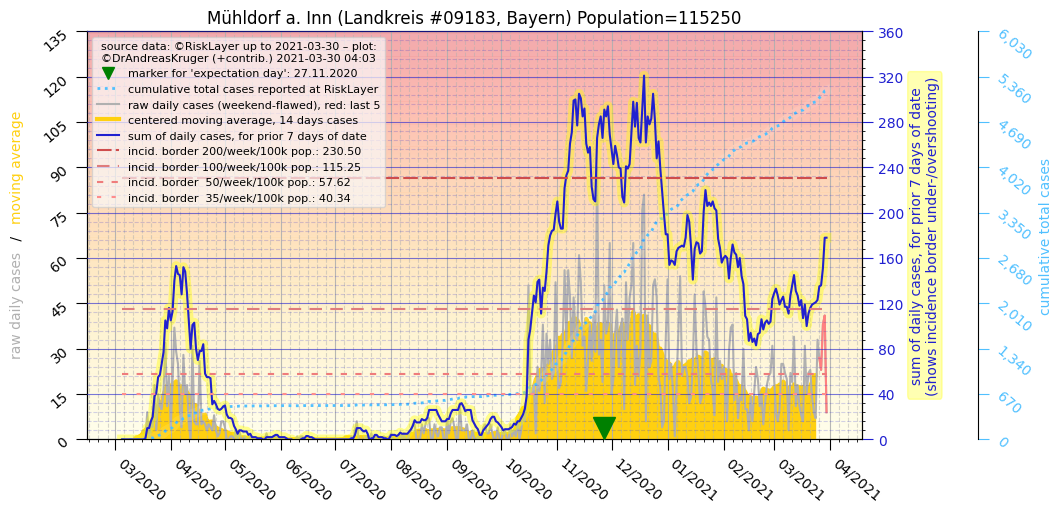 Mühldorf a. Inn (Landkreis #09183, Bayern) Population=115250
source data: ©RiskLayer up to 2021-03-30 – plot:
©DrAndreasKruger (+contrib.) 2021-03-30 04:03
marker for 'expectation day': 27.11.2020
cumulative total cases reported at RiskLayer
raw daily cases (weekend-flawed), red: last 5
centered moving average, 14 days cases
sum of daily cases, for prior 7 days of date
incid. border 200/week/100k pop.: 230.50
incid. border 100/week/100k pop.: 115.25
incid. border  50/week/100k pop.: 57.62
incid. border  35/week/100k pop.: 40.34
raw daily cases / moving average
135
120
105
90
75
60
45
30
15
0
03/2020
04/2020
05/2020
06/2020
07/2020
08/2020
09/2020
10/2020
11/2020
12/2020
01/2021
02/2021
03/2021
04/2021
360
320
280
240
200
160
120
80
40
0
sum of daily cases, for prior 7 days of date
(shows incidence border under-/overshooting)
6,030
5,360
4,690
4,020
3,350
2,680
2,010
1,340
670
0
cumulative total cases